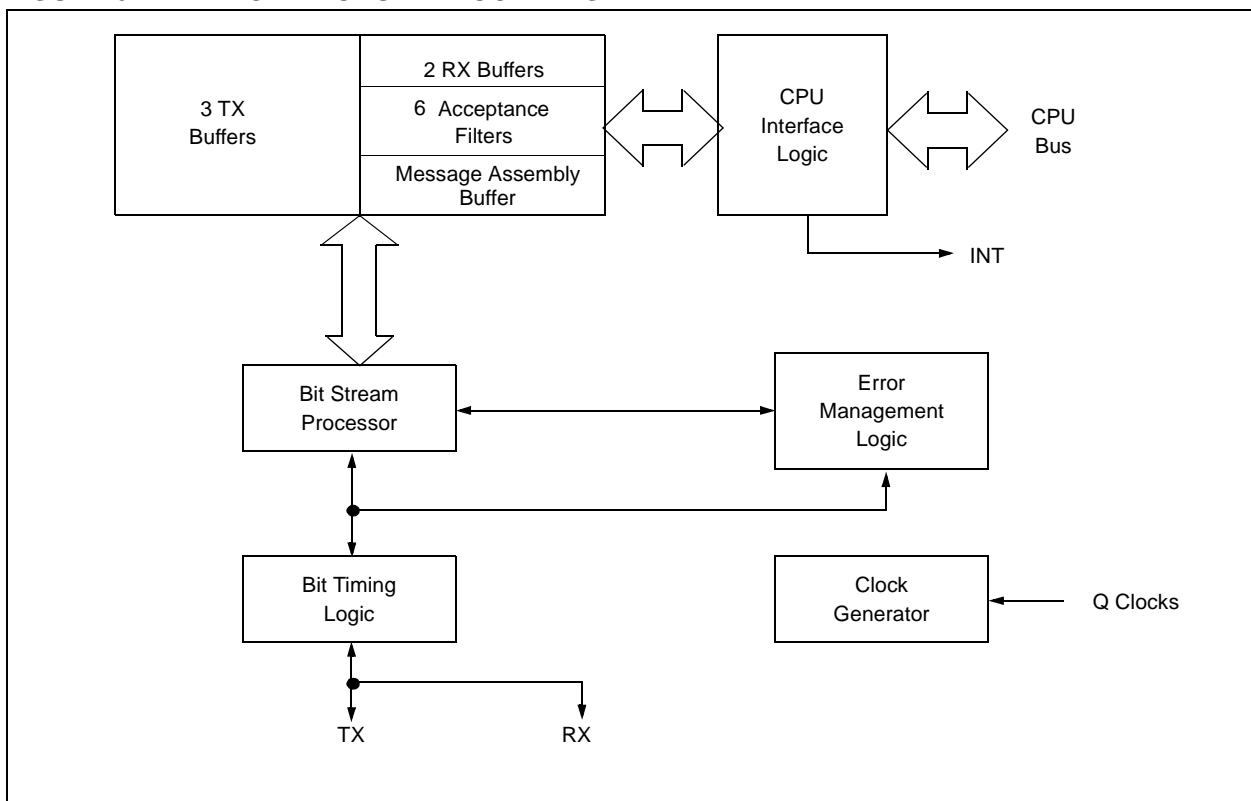 3 TX
Buffers
2 RX Buffers
6 Acceptance
Filters
Message Assembly
Buffer
CPU
Interface
Logic
CPU
Bus
INT
Bit Stream
Processor
Error
Management
Logic
Bit Timing
Logic
Clock
Generator
Q Clocks
TX
RX